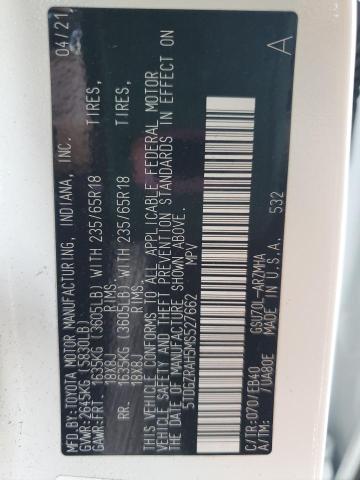 MFD.BY:TOYOTA MOTOR MANUFACTURING, INDIANA, INC. 04/21
GVWR:2645KG (5830LB)
GAWR:FRT. 1635KG (3605LB) WITH 235/65R18 TIRES,
18X8J RIMS.
RR. 1635KG (3605LB) WITH 235/65R18 TIRES,
18X8J RIMS.
THIS VEHICLE CONFORMS TO ALL APPLICABLE FEDERAL MOTOR
VEHICLE SAFETY AND THEFT PREVENTION STANDARDS IN EFFECT ON
THE DATE OF MANUFACTURE SHOWN ABOVE.
5TDGZRAH5MS527662 MPV
C/TR:070/EB40 GSU70L-ARZMHA
A/TM: /UA80E MADE IN U.S.A. 532
A